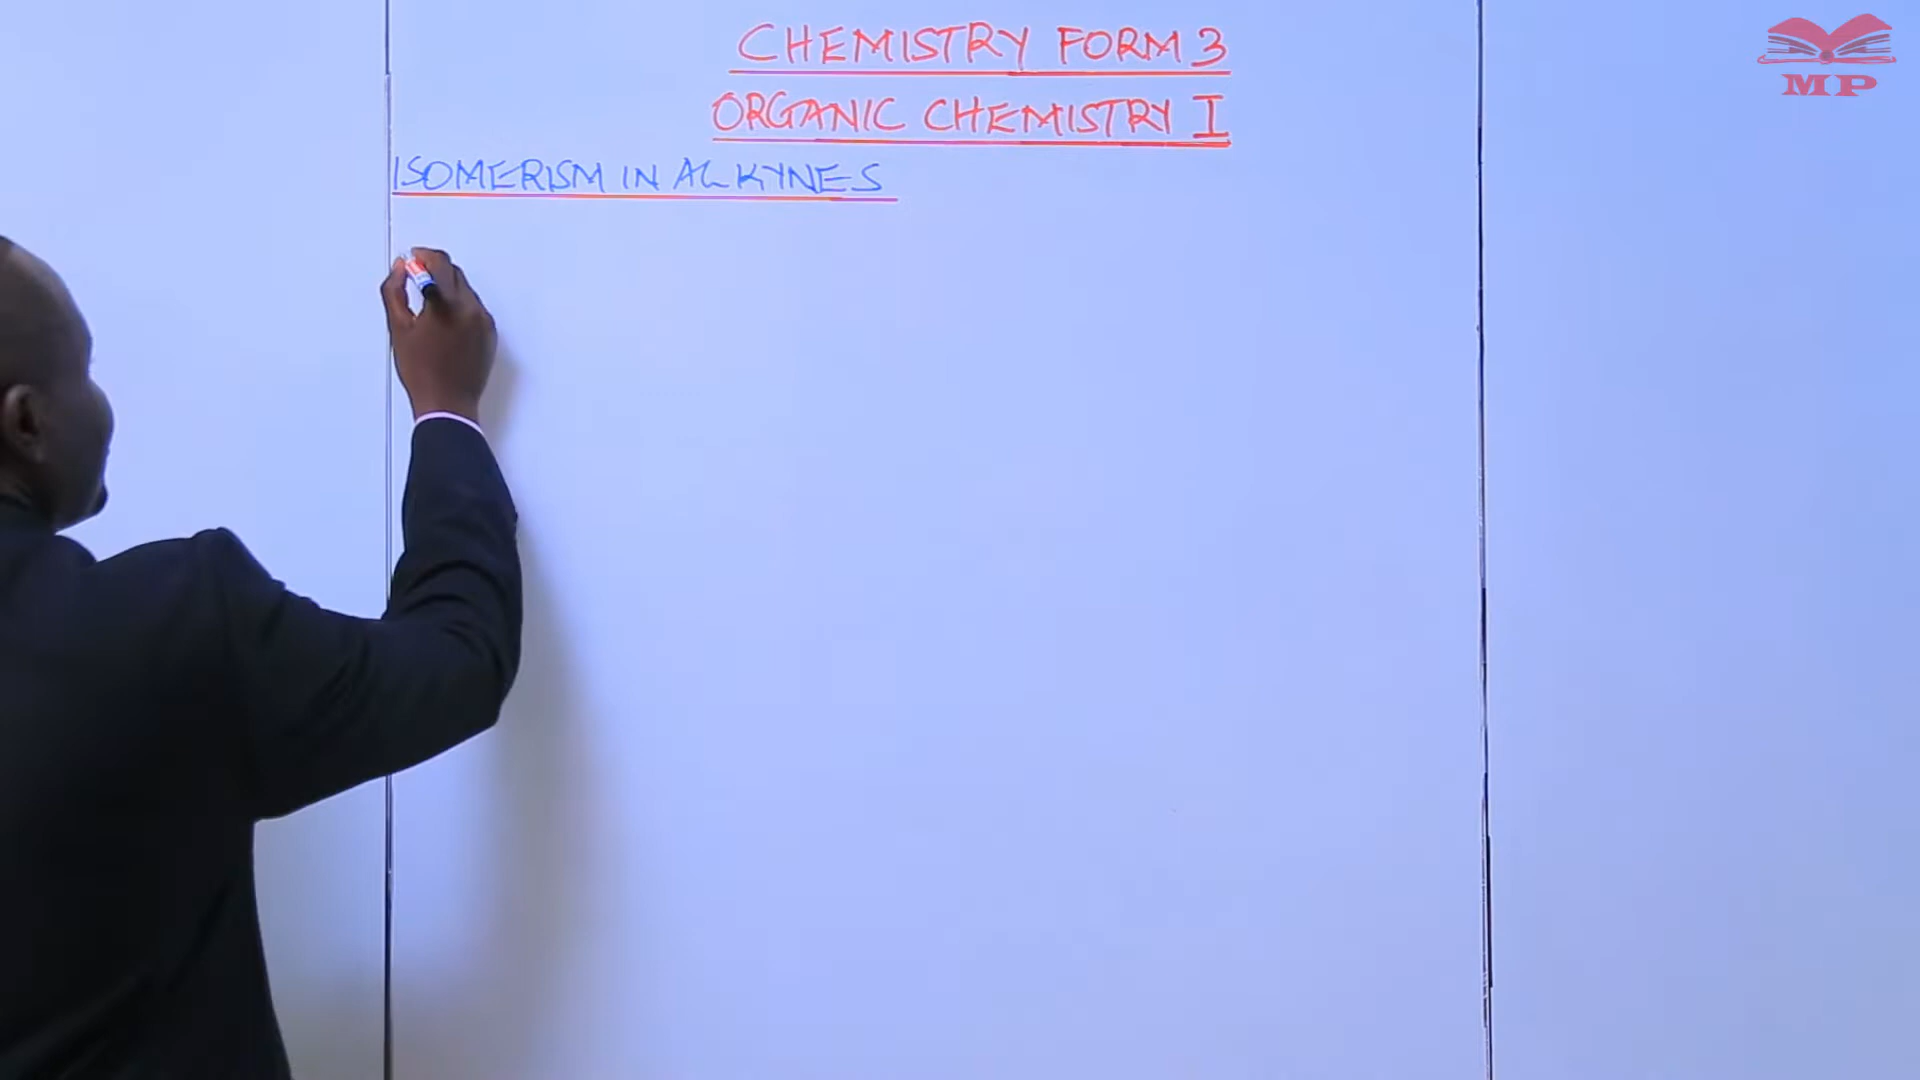 CHEMISTRY FORM 3
ORGANIC CHEMISTRY I
ISOMERISM IN ALKYNES
MP